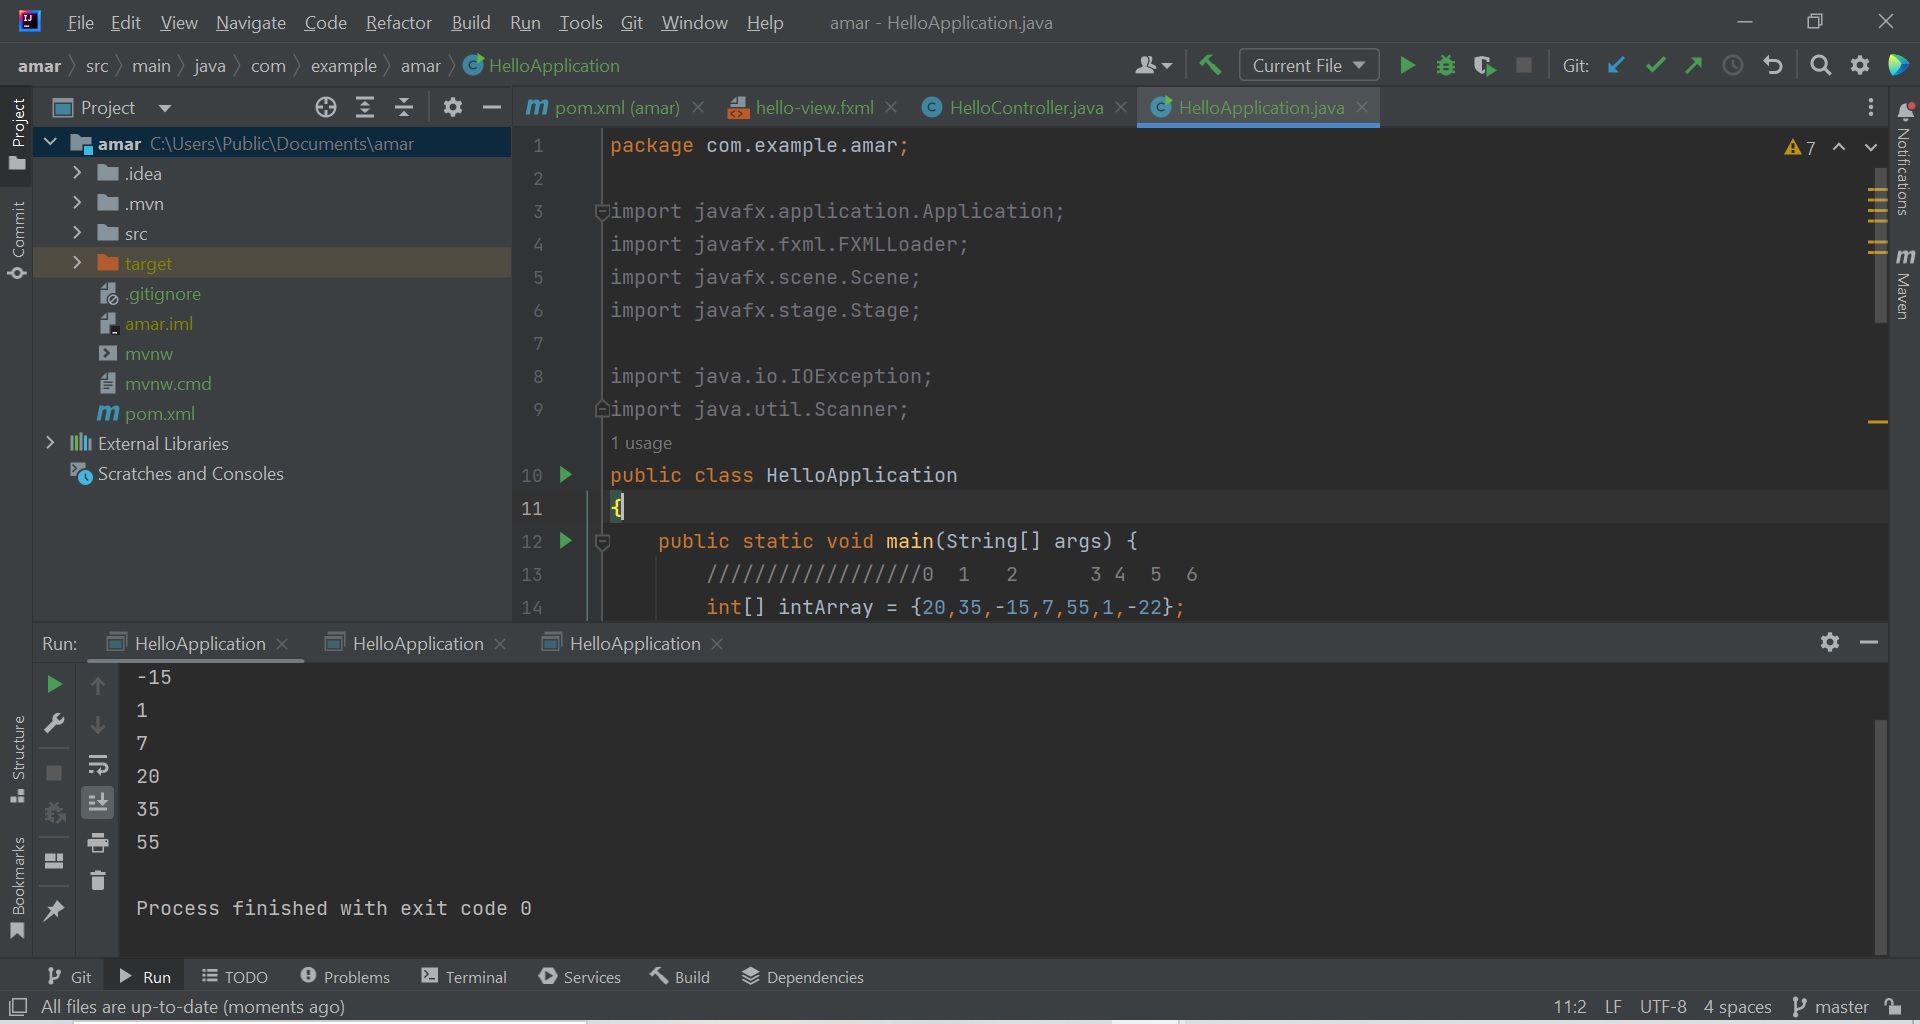 File Edit View Navigate Code Refactor Build Run Tools Git Window Help amar - HelloApplication.java
amar src main java com example amar HelloApplication Current File Git:
Project
pom.xml (amar) hello-view.fxml HelloController.java HelloApplication.java
Project
Commit
Structure
Bookmarks
amar C:\Users\Public\Documents\amar
.idea
.mvn
src
target
.gitignore
amar.iml
mvnw
mvnw.cmd
pom.xml
External Libraries
Scratches and Consoles
7
1 package com.example.amar;
2
3 import javafx.application.Application;
4 import javafx.fxml.FXMLLoader;
5 import javafx.scene.Scene;
6 import javafx.stage.Stage;
7
8 import java.io.IOException;
9 import java.util.Scanner;
1 usage
10 public class HelloApplication
11 {
12 public static void main(String[] args) {
13 //////////////////0 1 2 3 4 5 6
14 int[] intArray = {20,35,-15,7,55,1,-22};
Notifications
Maven
Run: HelloApplication HelloApplication HelloApplication
-15
1
7
20
35
55
Process finished with exit code 0
Git Run TODO Problems Terminal Services Build Dependencies
All files are up-to-date (moments ago) 11:2 LF UTF-8 4 spaces master